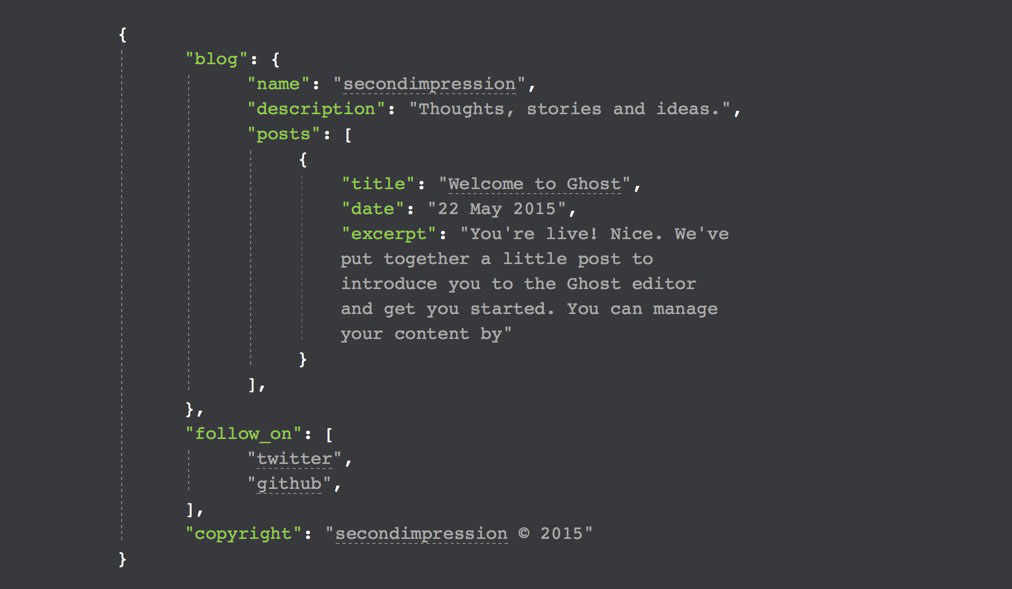 {
"blog": {
"name": "secondimpression",
"description": "Thoughts, stories and ideas.",
"posts": [
{
"title": "Welcome to Ghost",
"date": "22 May 2015",
"excerpt": "You're live! Nice. We've
put together a little post to
introduce you to the Ghost editor
and get you started. You can manage
your content by"
}
],
},
"follow_on": [
"twitter",
"github",
],
"copyright": "secondimpression © 2015"
}